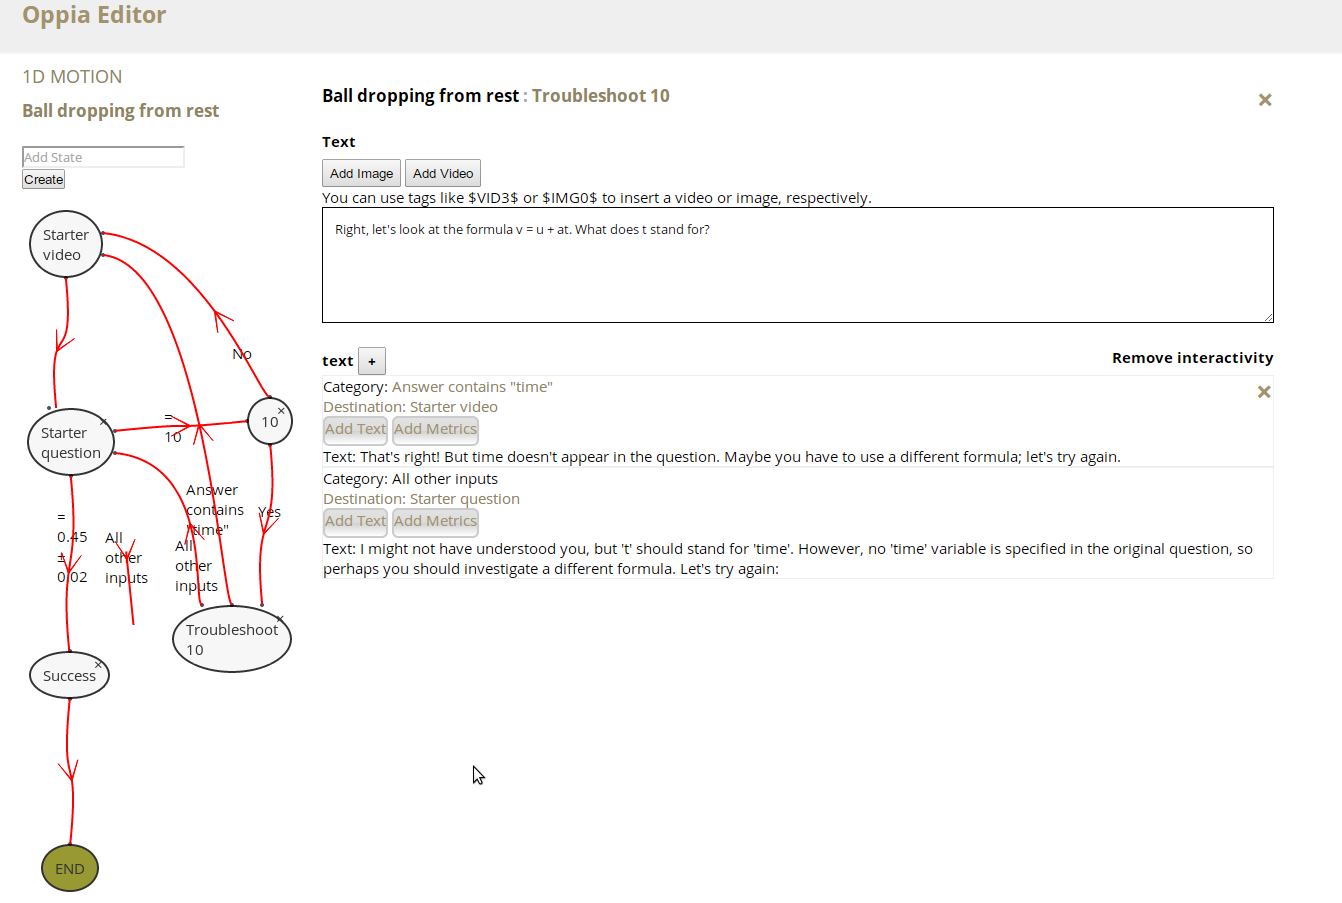 Oppia Editor
1D MOTION
Ball dropping from rest
Add State
Create
Starter
video
No
10
=
10
Starter
question
Answer
contains
"time"
Yes
=
0.45
±
0.02
All
other
inputs
All
other
inputs
Troubleshoot
10
Success
END
Ball dropping from rest : Troubleshoot 10
Text
Add Image Add Video
You can use tags like $VID3$ or $IMG0$ to insert a video or image, respectively.
Right, let's look at the formula v = u + at. What does t stand for?
text +
Remove interactivity
Category: Answer contains "time"
Destination: Starter video
Add Text Add Metrics
Text: That's right! But time doesn't appear in the question. Maybe you have to use a different formula; let's try again.
Category: All other inputs
Destination: Starter question
Add Text Add Metrics
Text: I might not have understood you, but 't' should stand for 'time'. However, no 'time' variable is specified in the original question, so
perhaps you should investigate a different formula. Let's try again: